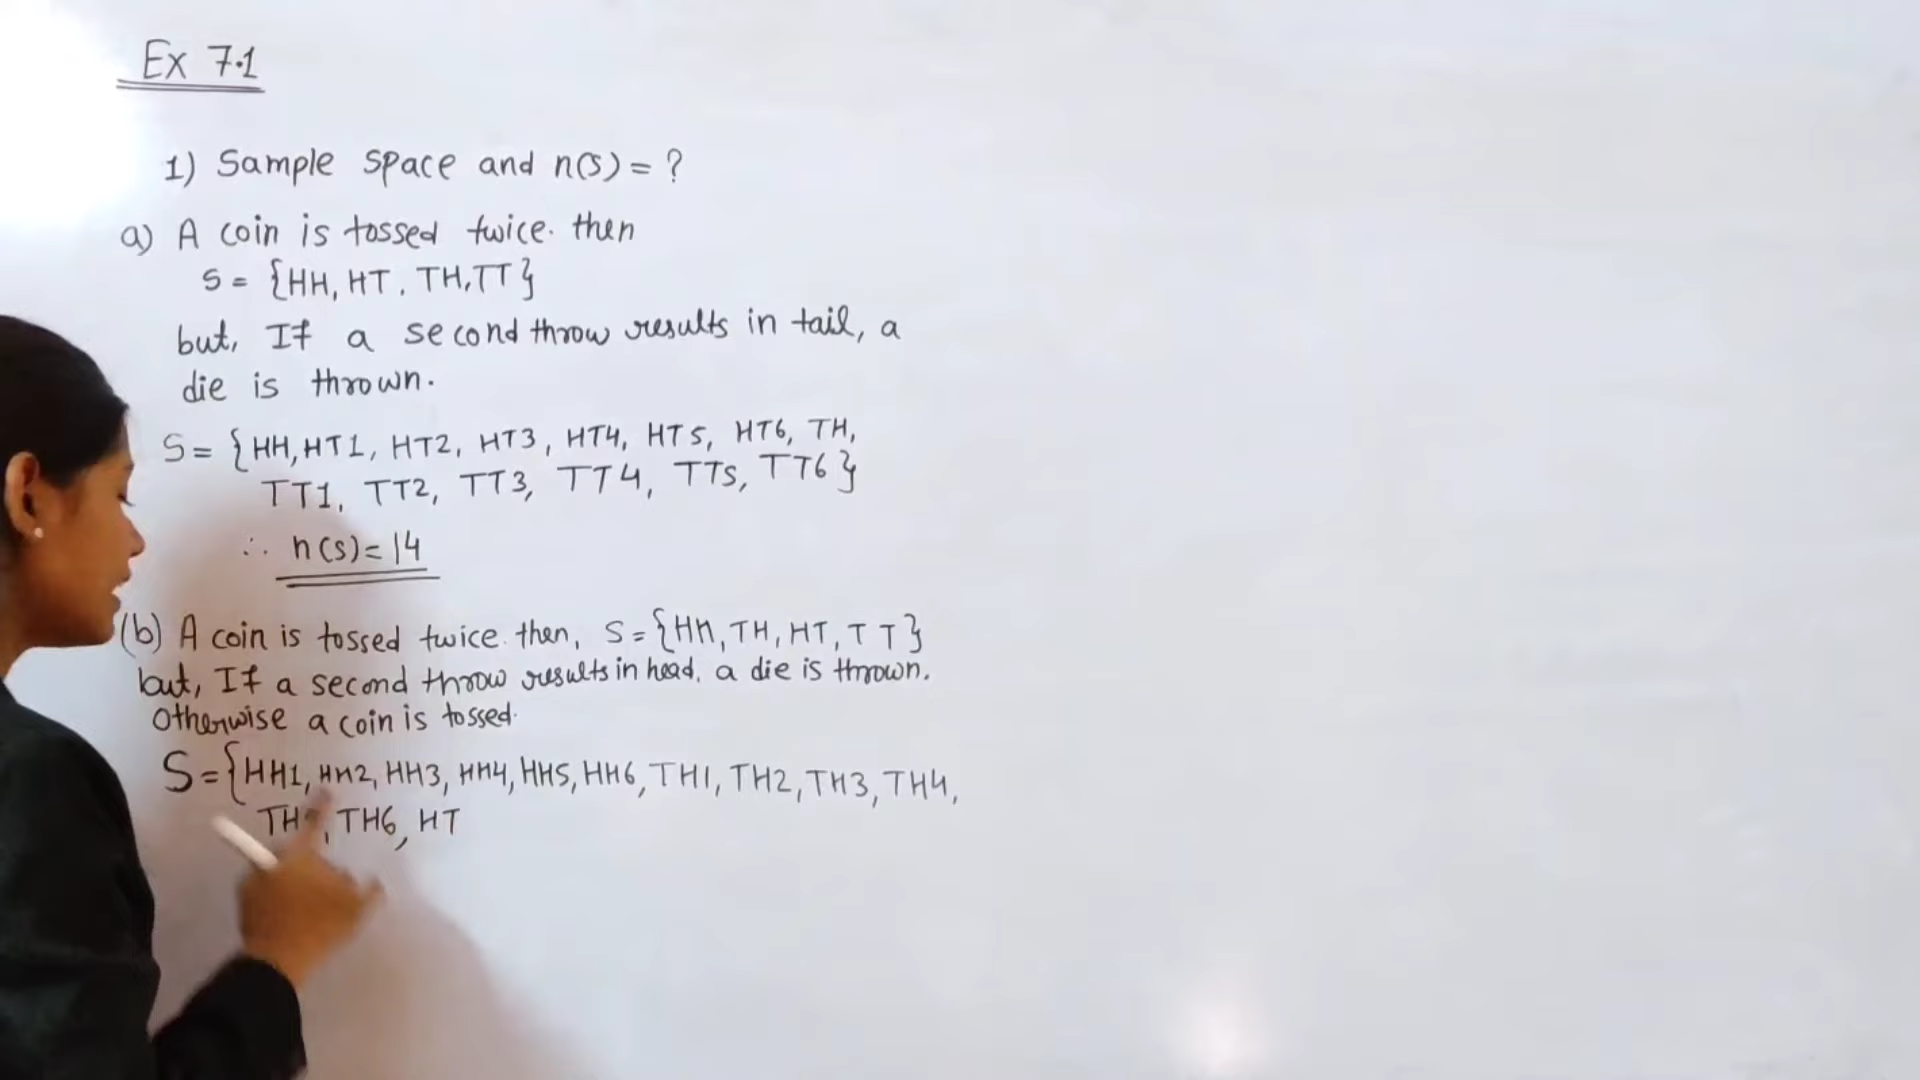 Ex 7.1
1) Sample space and n(s) = ?
a) A coin is tossed twice. then
S = {HH, HT, TH, TT}
but, If a second throw results in tail, a
die is thrown.
S = {HH, HT1, HT2, HT3, HT4, HT5, HT6, TH,
TT1, TT2, TT3, TT4, TT5, TT6}
∴ n(s) = 14
(b) A coin is tossed twice. then, S = {HH, TH, HT, TT}
but, If a second throw results in head, a die is thrown.
Otherwise a coin is tossed.
S = {HH1, HH2, HH3, HH4, HH5, HH6, TH1, TH2, TH3, TH4,
TH6, HT